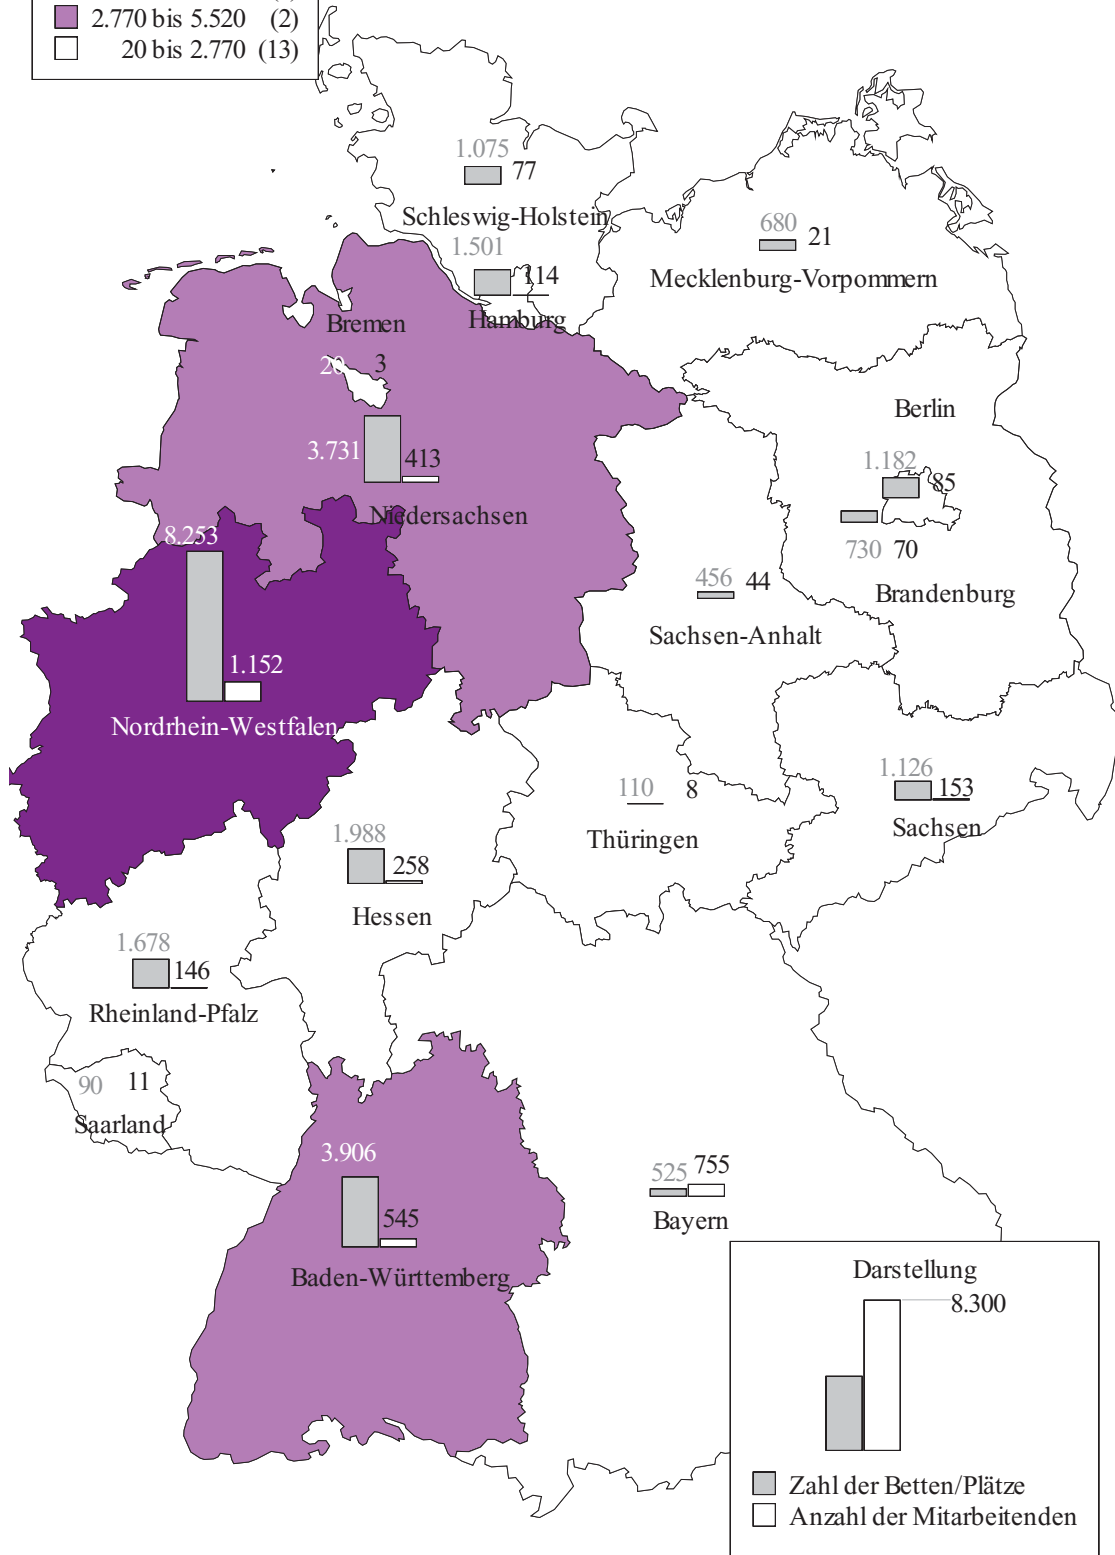 2.770 bis 5.520 (2)
20 bis 2.770 (13)
1.075 77
Schleswig-Holstein
680 21
Mecklenburg-Vorpommern
1.501 114
Hamburg
Bremen
20 3
3.731 413
Niedersachsen
Berlin
1.182 85
730 70
Brandenburg
456 44
Sachsen-Anhalt
8.253 1.152
Nordrhein-Westfalen
110 8
Thüringen
1.126 153
Sachsen
1.988 258
Hessen
1.678 146
Rheinland-Pfalz
90 11
Saarland
3.906 545
Baden-Württemberg
525 755
Bayern
Darstellung
8.300
Zahl der Betten/Plätze
Anzahl der Mitarbeitenden